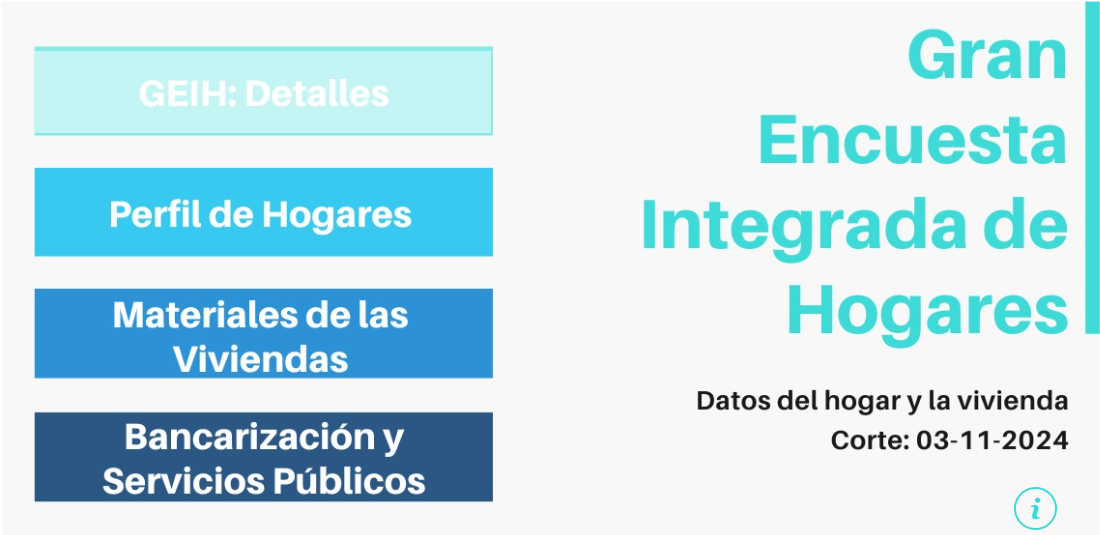 GEIH: Detalles
Perfil de Hogares
Materiales de las
Viviendas
Bancarización y
Servicios Públicos
Gran
Encuesta
Integrada de
Hogares
Datos del hogar y la vivienda
Corte: 03-11-2024
i